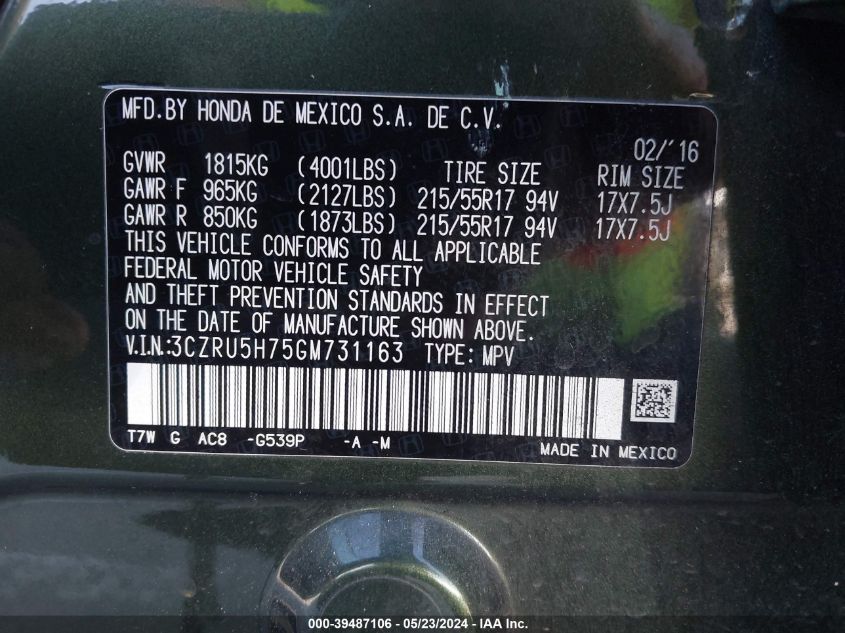 MFD.BY HONDA DE MEXICO S.A. DE C.V.
02/'16
GVWR 1815KG (4001LBS) TIRE SIZE RIM SIZE
GAWR F 965KG (2127LBS) 215/55R17 94V 17X7.5J
GAWR R 850KG (1873LBS) 215/55R17 94V 17X7.5J
THIS VEHICLE CONFORMS TO ALL APPLICABLE
FEDERAL MOTOR VEHICLE SAFETY
AND THEFT PREVENTION STANDARDS IN EFFECT
ON THE DATE OF MANUFACTURE SHOWN ABOVE.
V.I.N.:3CZRU5H75GM731163 TYPE: MPV
T7W G AC8 -G539P -A -M
MADE IN MEXICO
000-39487106 — 05/23/2024 — IAA Inc.